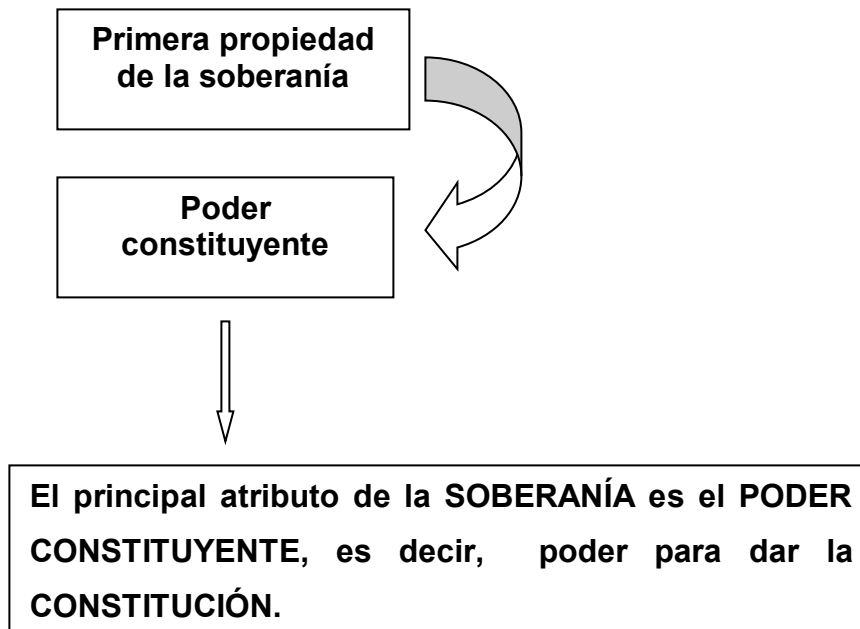 Primera propiedad
de la soberanía
Poder
constituyente
El principal atributo de la SOBERANÍA es el PODER
CONSTITUYENTE, es decir, poder para dar la
CONSTITUCIÓN.